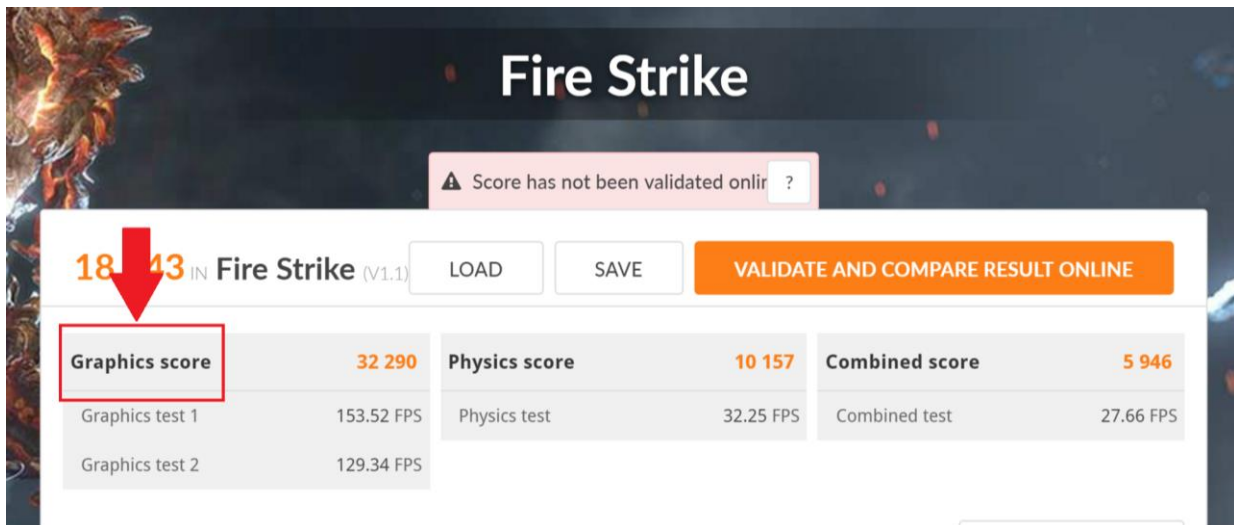 Fire Strike
Score has not been validated ?
IN Fire Strike (V1.1) LOAD SAVE VALIDATE AND COMPARE RESULT ONLINE
Graphics score 32 290 Physics score 10 157 Combined score 5 946
Graphics test 1 153.52 FPS Physics test 32.25 FPS Combined test 27.66 FPS
Graphics test 2 129.34 FPS